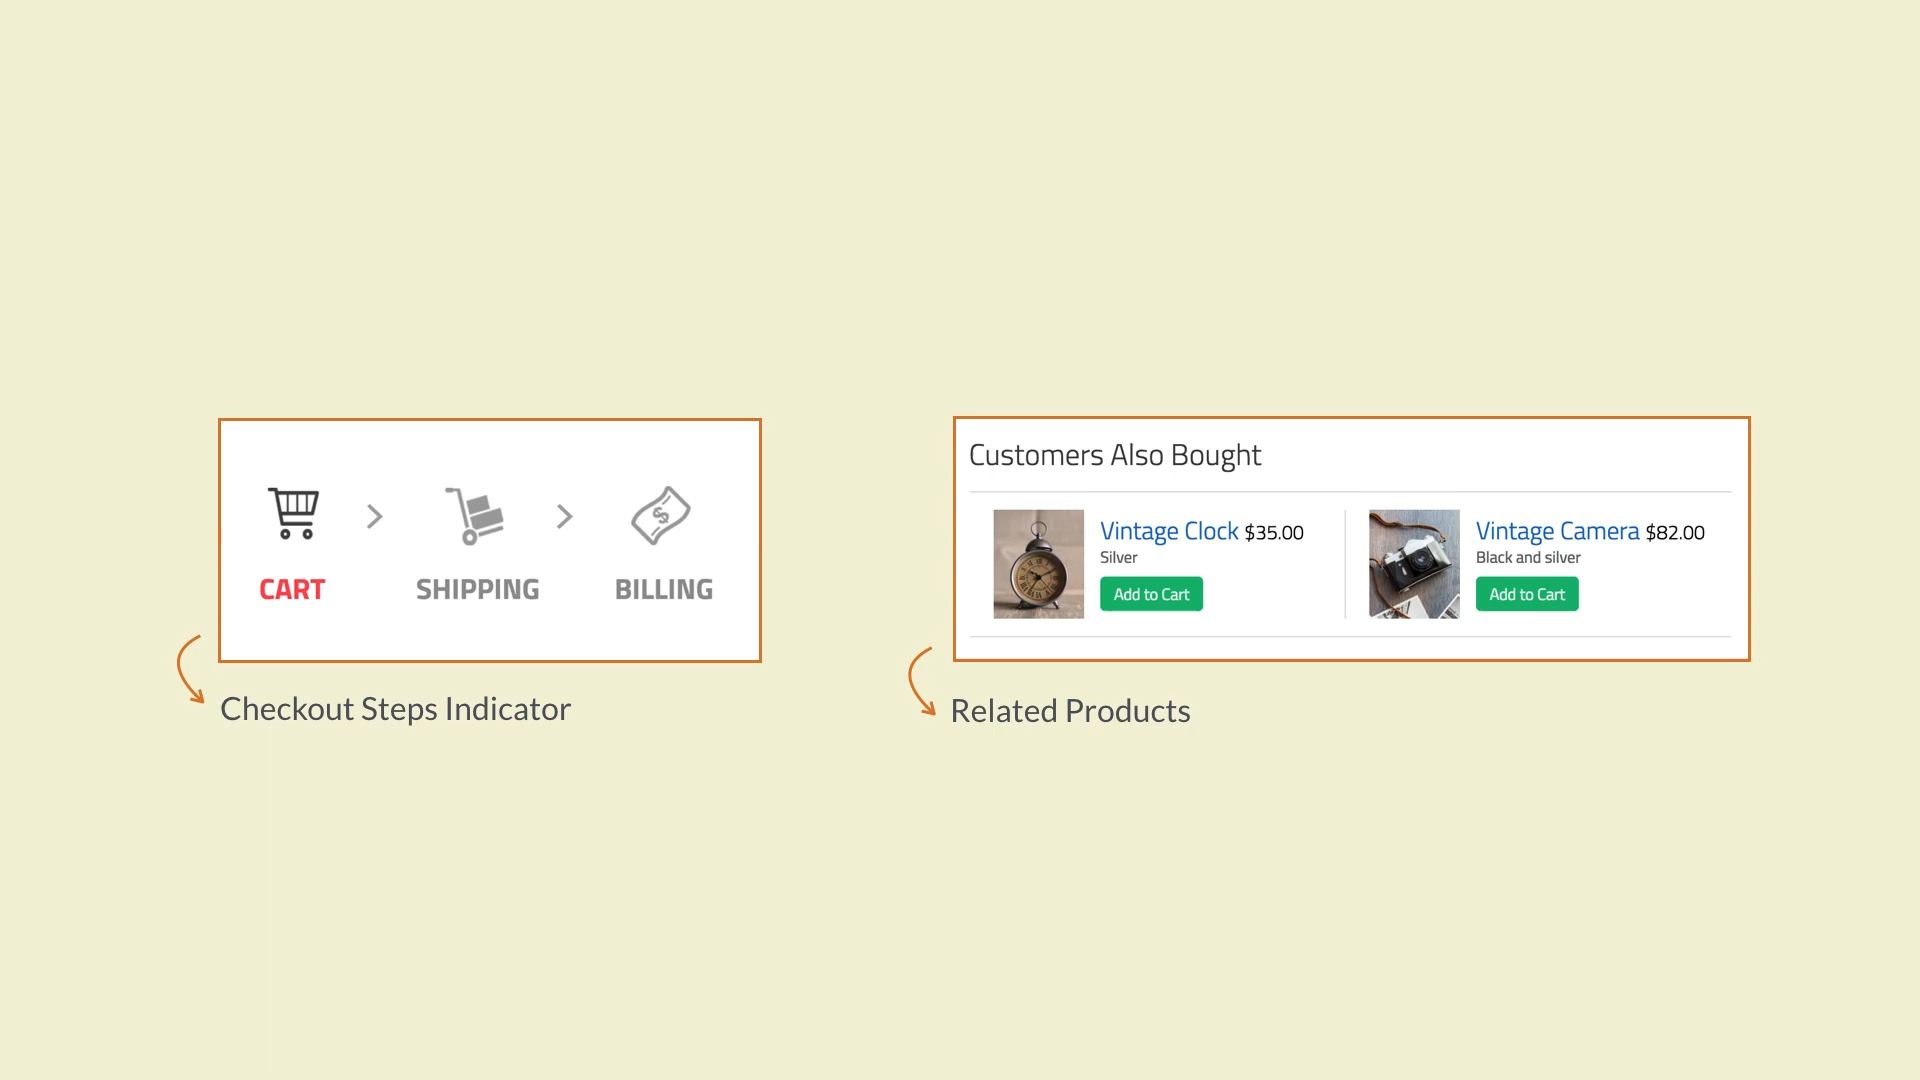 CART
SHIPPING
BILLING
Checkout Steps Indicator
Customers Also Bought
Vintage Clock $35.00
Silver
Add to Cart
Vintage Camera $82.00
Black and silver
Add to Cart
Related Products